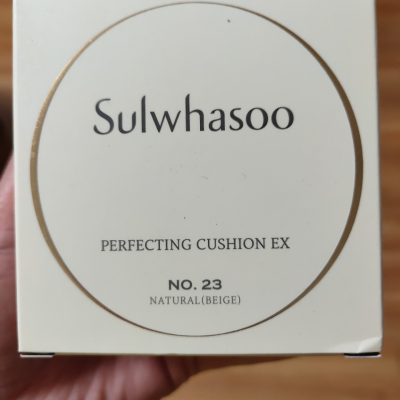 Sulwhasoo
PERFECTING CUSHION EX
NO. 23
NATURAL(BEIGE)